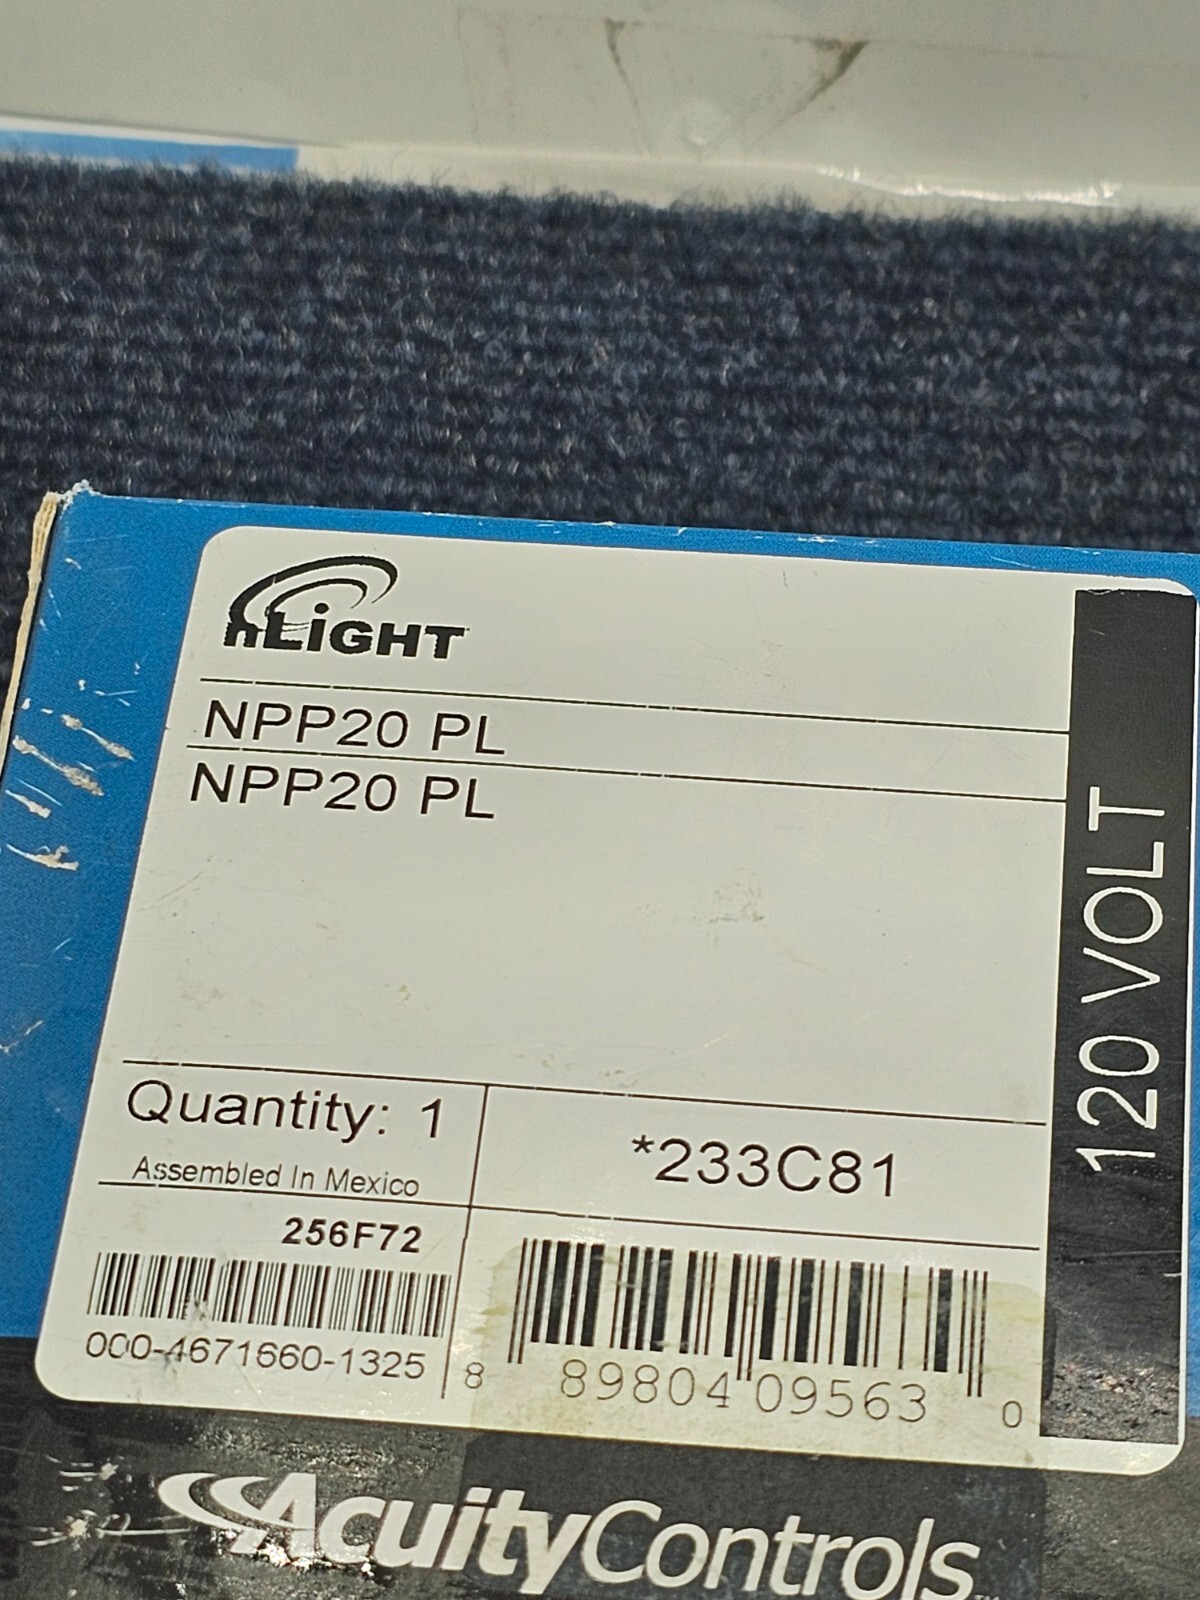 nLiGHT
NPP20 PL
NPP20 PL
120 VOLT
Quantity: 1
Assembled In Mexico
*233C81
256F72
000-4671660-1325
8 89804 09563 0
AcuityControls™